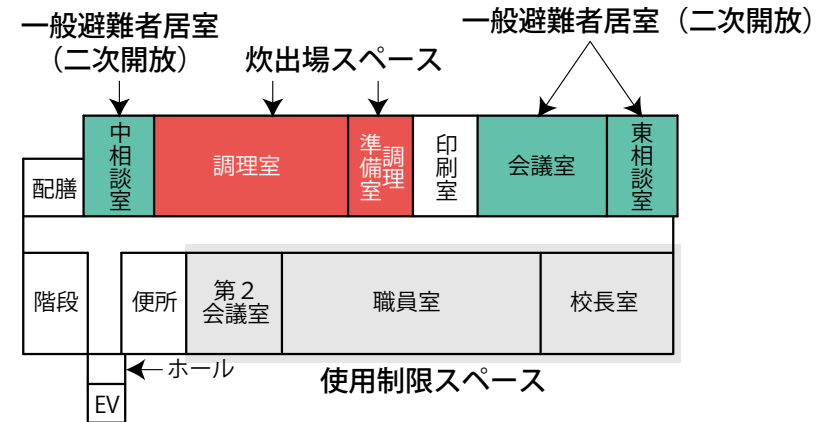 一般避難者居室
（二次開放）
炊出場スペース
一般避難者居室（二次開放）
配膳
中相談室
調理室
調理
準備室
印刷室
会議室
東相談室
階段
便所
第２
会議室
職員室
校長室
ホール
EV
使用制限スペース